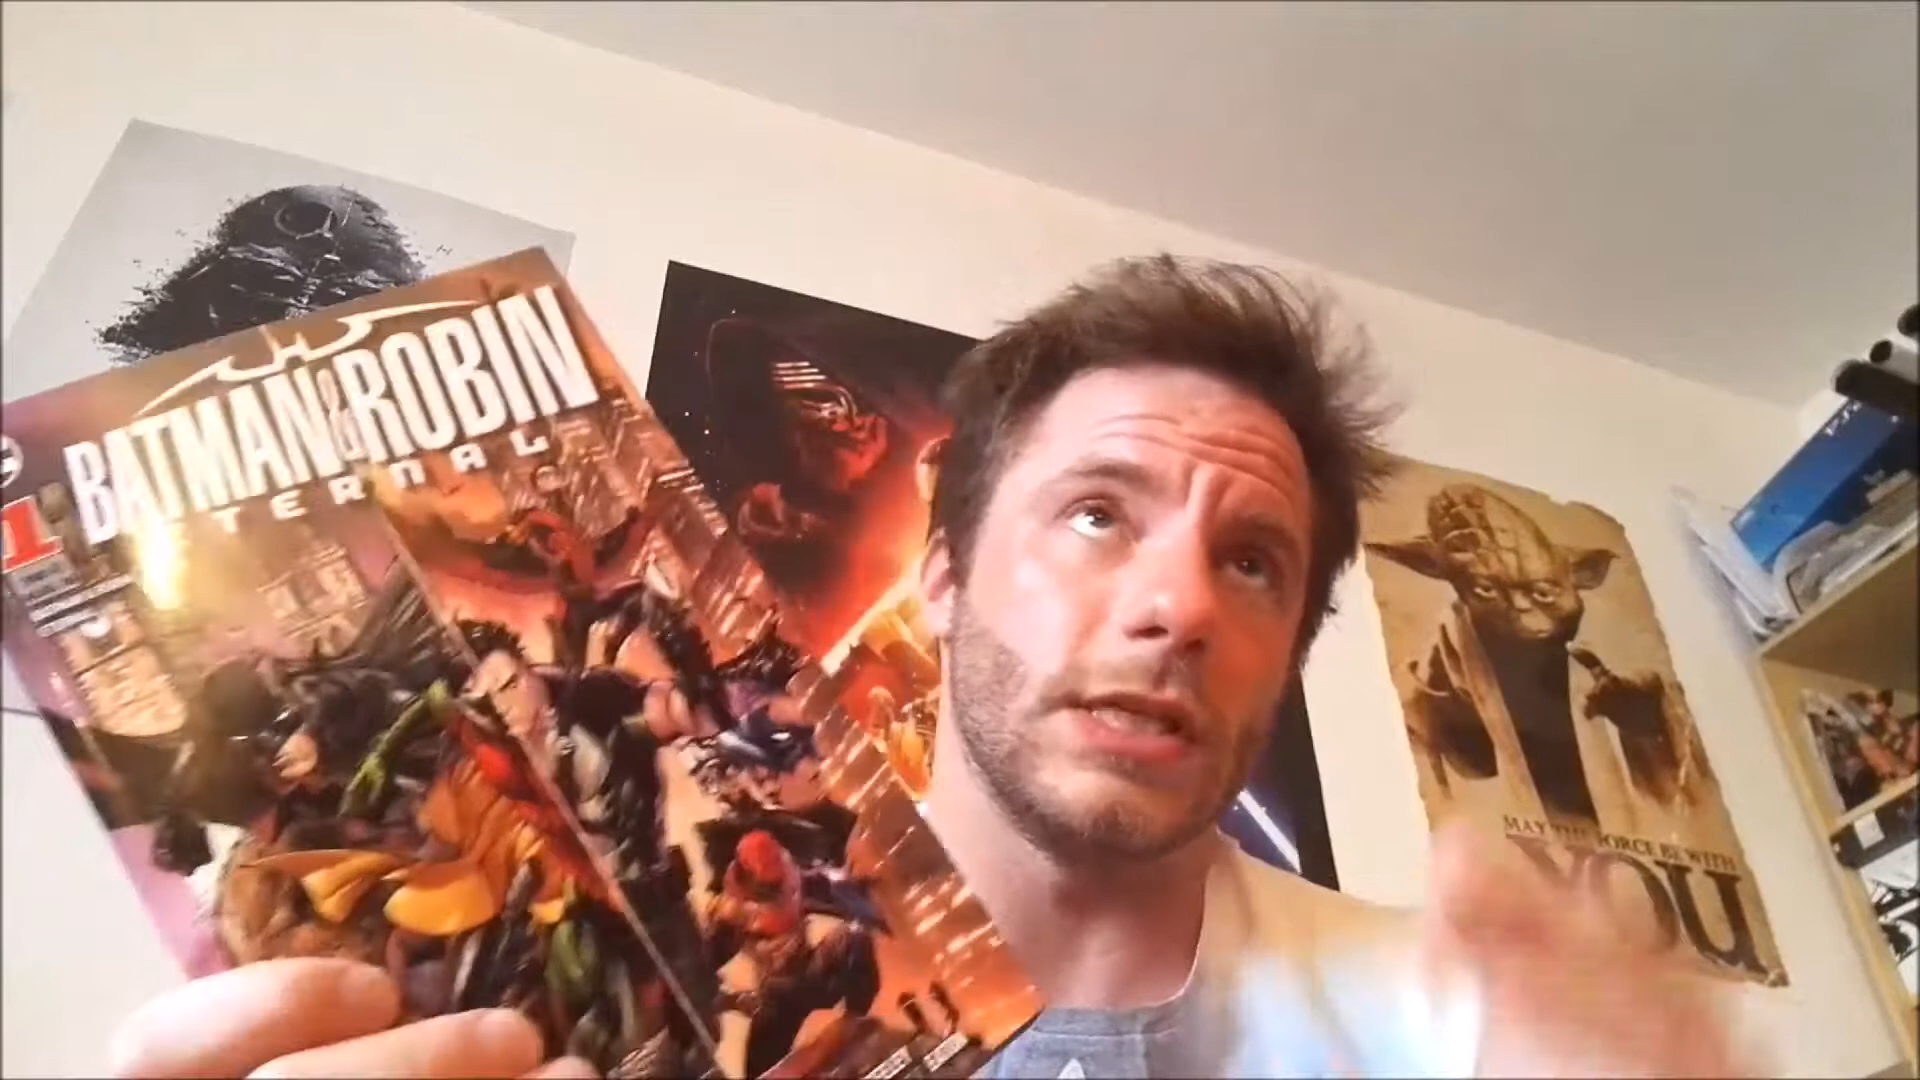 BATMAN & ROBIN
ETERNAL
1
MAY THE FORCE BE WITH
YOU.